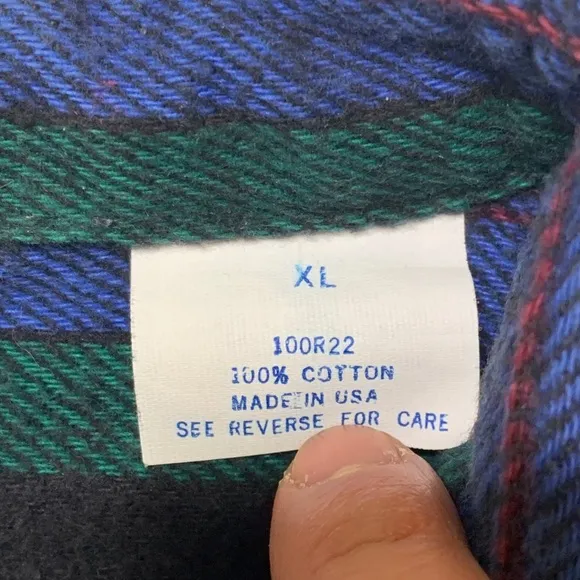 XL
100R22
100% COTTON
MADE IN USA
SEE REVERSE FOR CARE